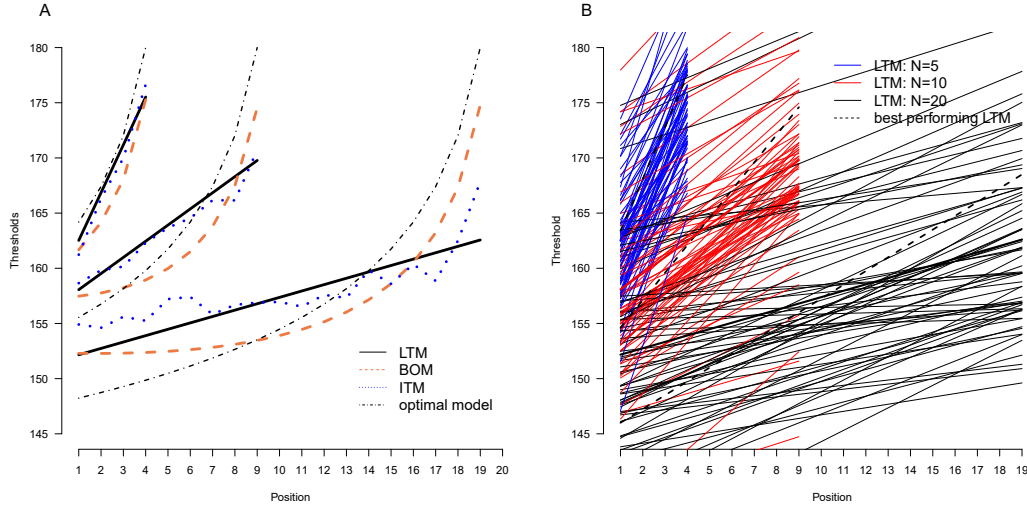 A
180
175
170
165
160
155
150
145
Thresholds
LTM
BOM
ITM
optimal model
1 2 3 4 5 6 7 8 9 10 11 12 13 14 15 16 17 18 19 20
Position
B
180
175
170
165
160
155
150
145
Threshold
LTM: N=5
LTM: N=10
LTM: N=20
best performing LTM
1 2 3 4 5 6 7 8 9 10 11 12 13 14 15 16 17 18 19
Position